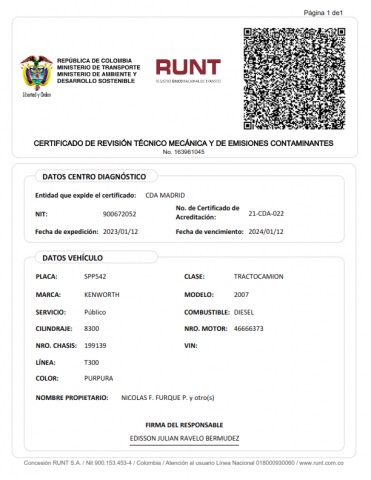 Página 1 de1
REPÚBLICA DE COLOMBIA
MINISTERIO DE TRANSPORTE
MINISTERIO DE AMBIENTE Y
DESARROLLO SOSTENIBLE
Libertad y Orden
RUNT
REGISTRO ÚNICO NACIONAL DE TRÁNSITO
CERTIFICADO DE REVISIÓN TÉCNICO MECÁNICA Y DE EMISIONES CONTAMINANTES
No. 163961045
DATOS CENTRO DIAGNÓSTICO
Entidad que expide el certificado: CDA MADRID
NIT: 900672052 No. de Certificado de Acreditación: 21-CDA-022
Fecha de expedición: 2023/01/12 Fecha de vencimiento: 2024/01/12
DATOS VEHÍCULO
PLACA: SPP542 CLASE: TRACTOCAMION
MARCA: KENWORTH MODELO: 2007
SERVICIO: Público COMBUSTIBLE: DIESEL
CILINDRAJE: 8300 NRO. MOTOR: 46666373
NRO. CHASIS: 199139 VIN:
LÍNEA: T300
COLOR: PURPURA
NOMBRE PROPIETARIO: NICOLAS F. FURQUE P. y otro(s)
FIRMA DEL RESPONSABLE
EDISSON JULIAN RAVELO BERMUDEZ
Concesión RUNT S.A. / Nit 900.153.453-4 / Colombia / Atención al usuario Línea Nacional 018000930060 / www.runt.com.co